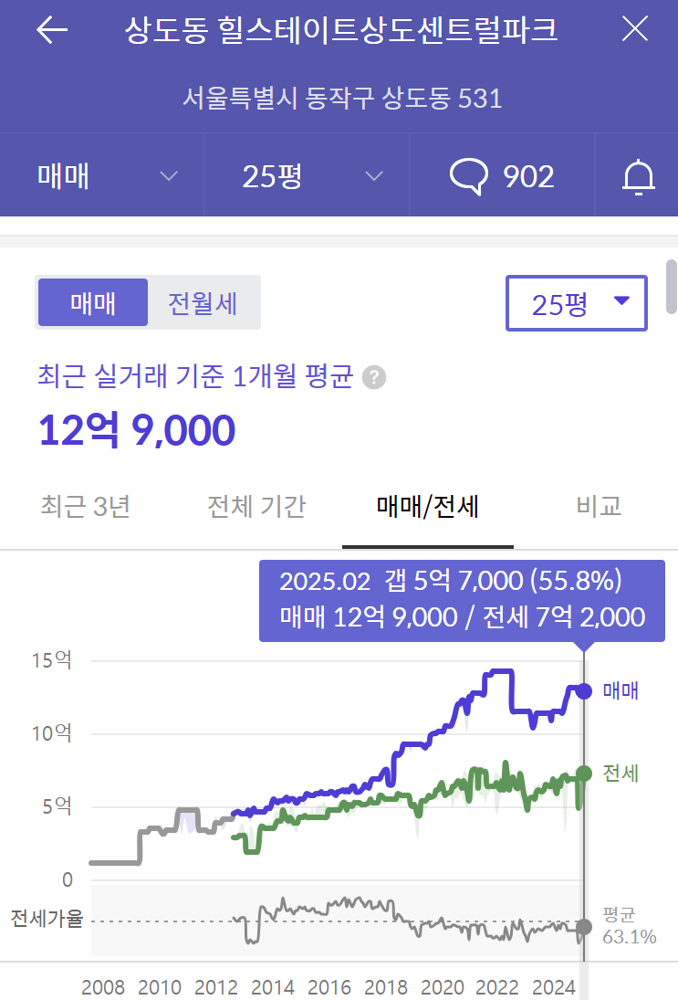 상도동 힐스테이트상도센트럴파크
서울특별시 동작구 상도동 531
매매 25평 902
매매 전월세 25평
최근 실거래 기준 1개월 평균 ?
12억 9,000
최근 3년 전체 기간 매매/전세 비교
2025.02 갭 5억 7,000 (55.8%)
매매 12억 9,000 / 전세 7억 2,000
15억
매매
10억
전세
5억
0
전세가율
평균
63.1%
2008 2010 2012 2014 2016 2018 2020 2022 2024